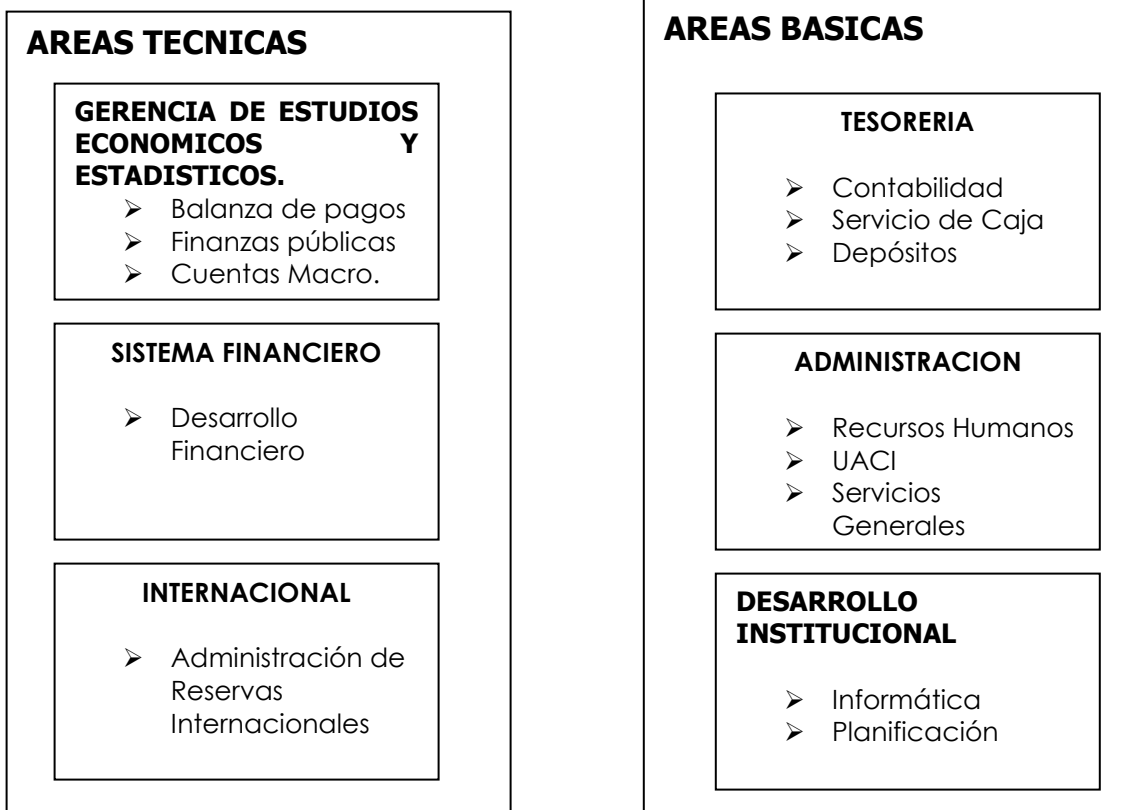 AREAS TECNICAS
GERENCIA DE ESTUDIOS
ECONOMICOS Y
ESTADISTICOS.
Balanza de pagos
Finanzas públicas
Cuentas Macro.
SISTEMA FINANCIERO
Desarrollo
Financiero
INTERNACIONAL
Administración de
Reservas
Internacionales
AREAS BASICAS
TESORERIA
Contabilidad
Servicio de Caja
Depósitos
ADMINISTRACION
Recursos Humanos
UACI
Servicios
Generales
DESARROLLO
INSTITUCIONAL
Informática
Planificación